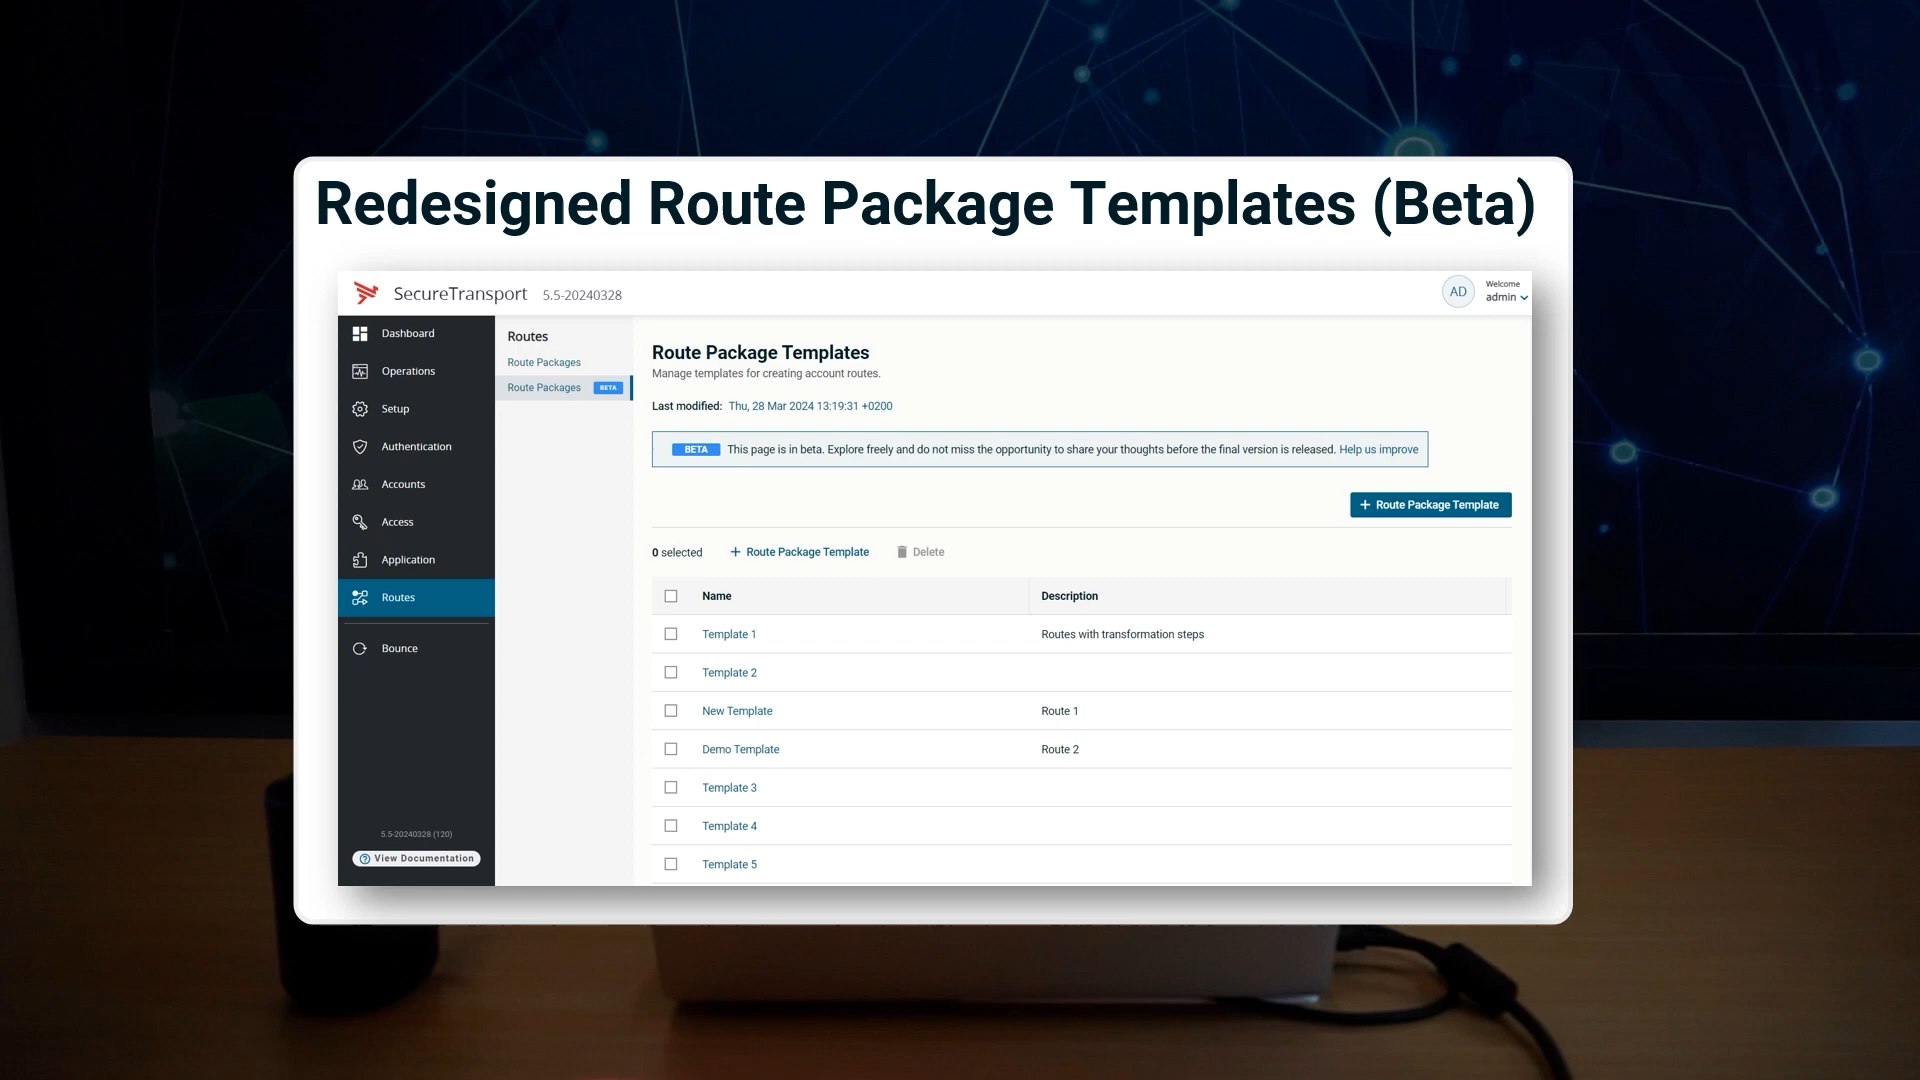 Redesigned Route Package Templates (Beta)
SecureTransport 5.5-20240328
AD
Welcome
admin
Dashboard
Operations
Setup
Authentication
Accounts
Access
Application
Routes
Bounce
5.5-20240328 (120)
View Documentation
Routes
Route Packages
Route Packages BETA
Route Package Templates
Manage templates for creating account routes.
Last modified: Thu, 28 Mar 2024 13:19:31 +0200
BETA This page is in beta. Explore freely and do not miss the opportunity to share your thoughts before the final version is released. Help us improve
+ Route Package Template
0 selected + Route Package Template Delete
Name Description
Template 1 Routes with transformation steps
Template 2
New Template Route 1
Demo Template Route 2
Template 3
Template 4
Template 5